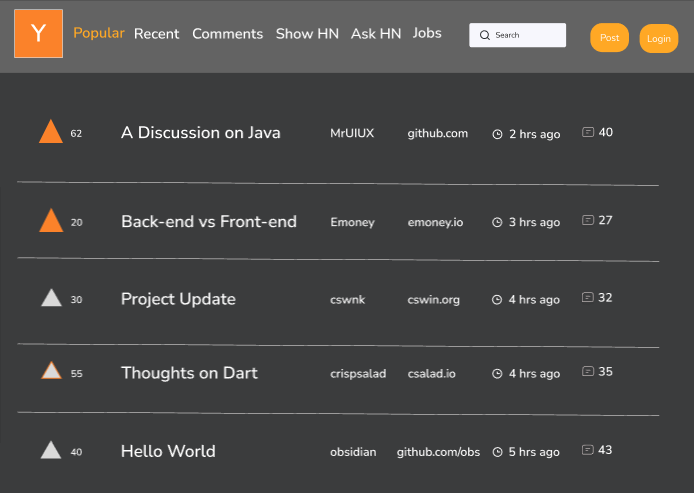 Y Popular Recent Comments Show HN Ask HN Jobs Search Post Login
62 A Discussion on Java MrUIUX github.com 2 hrs ago 40
20 Back-end vs Front-end Emoney emoney.io 3 hrs ago 27
30 Project Update cswnk cswin.org 4 hrs ago 32
55 Thoughts on Dart crispsalad csalad.io 4 hrs ago 35
40 Hello World obsidian github.com/obs 5 hrs ago 43